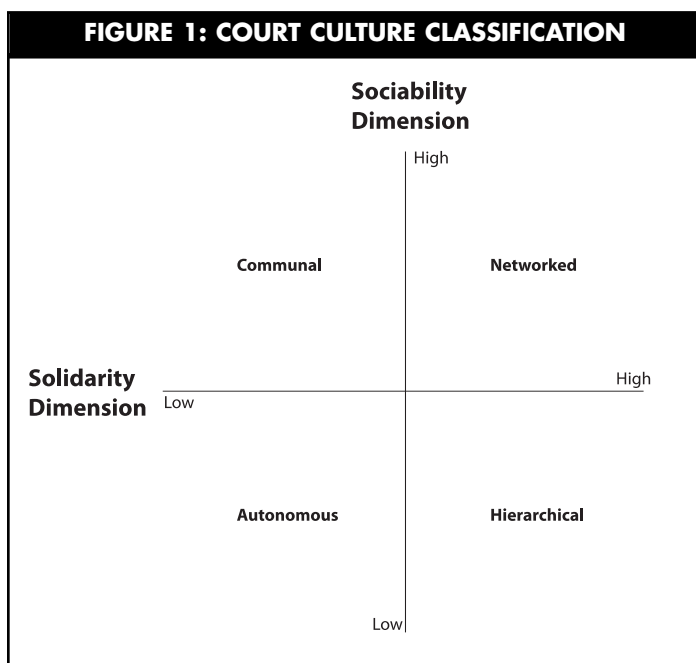 FIGURE 1: COURT CULTURE CLASSIFICATION
Sociability
Dimension
High
Communal
Networked
Solidarity
Dimension
Low
High
Autonomous
Hierarchical
Low